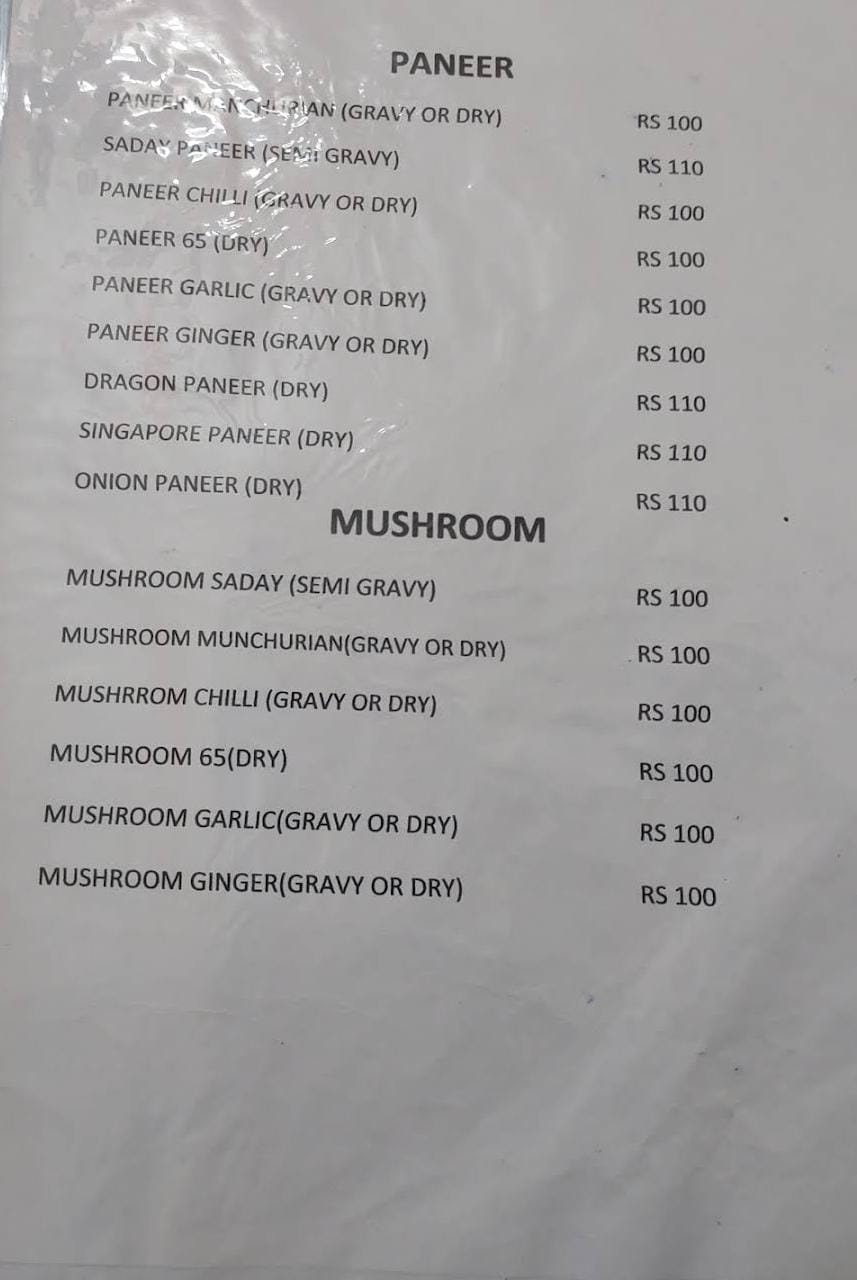 PANEER
PANEER MANCHURIAN (GRAVY OR DRY) RS 100
SADAY PANEER (SEMI GRAVY) RS 110
PANEER CHILLI (GRAVY OR DRY) RS 100
PANEER 65 (DRY) RS 100
PANEER GARLIC (GRAVY OR DRY) RS 100
PANEER GINGER (GRAVY OR DRY) RS 100
DRAGON PANEER (DRY) RS 110
SINGAPORE PANEER (DRY) RS 110
ONION PANEER (DRY) RS 110
MUSHROOM
MUSHROOM SADAY (SEMI GRAVY) RS 100
MUSHROOM MUNCHURIAN(GRAVY OR DRY) RS 100
MUSHRROM CHILLI (GRAVY OR DRY) RS 100
MUSHROOM 65(DRY) RS 100
MUSHROOM GARLIC(GRAVY OR DRY) RS 100
MUSHROOM GINGER(GRAVY OR DRY) RS 100